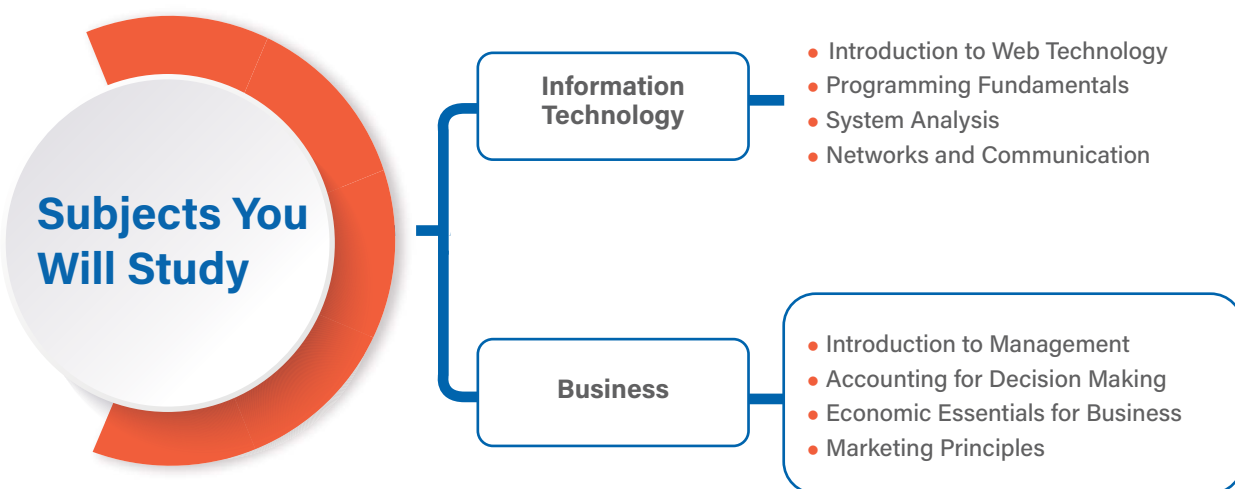 Subjects You
Will Study
Information
Technology
Introduction to Web Technology
Programming Fundamentals
System Analysis
Networks and Communication
Business
Introduction to Management
Accounting for Decision Making
Economic Essentials for Business
Marketing Principles